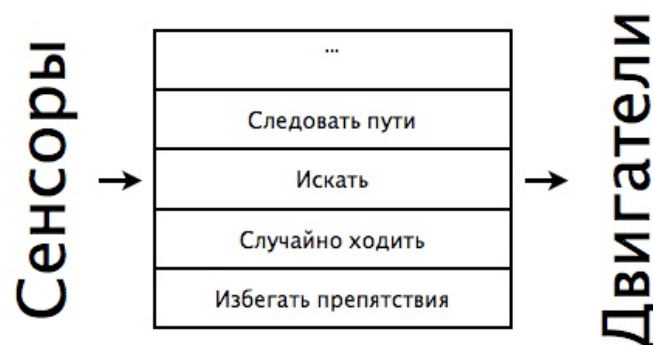 Сенсоры
...
Следовать пути
Искать
Случайно ходить
Избегать препятствия
Двигатели